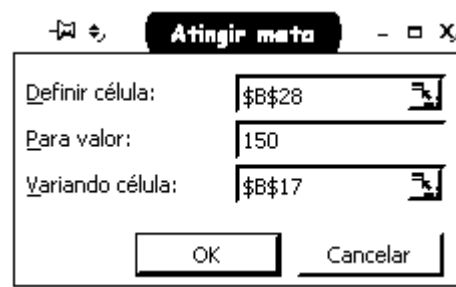 Atingir meta
Definir célula: $B$28
Para valor: 150
Variando célula: $B$17
OK Cancelar